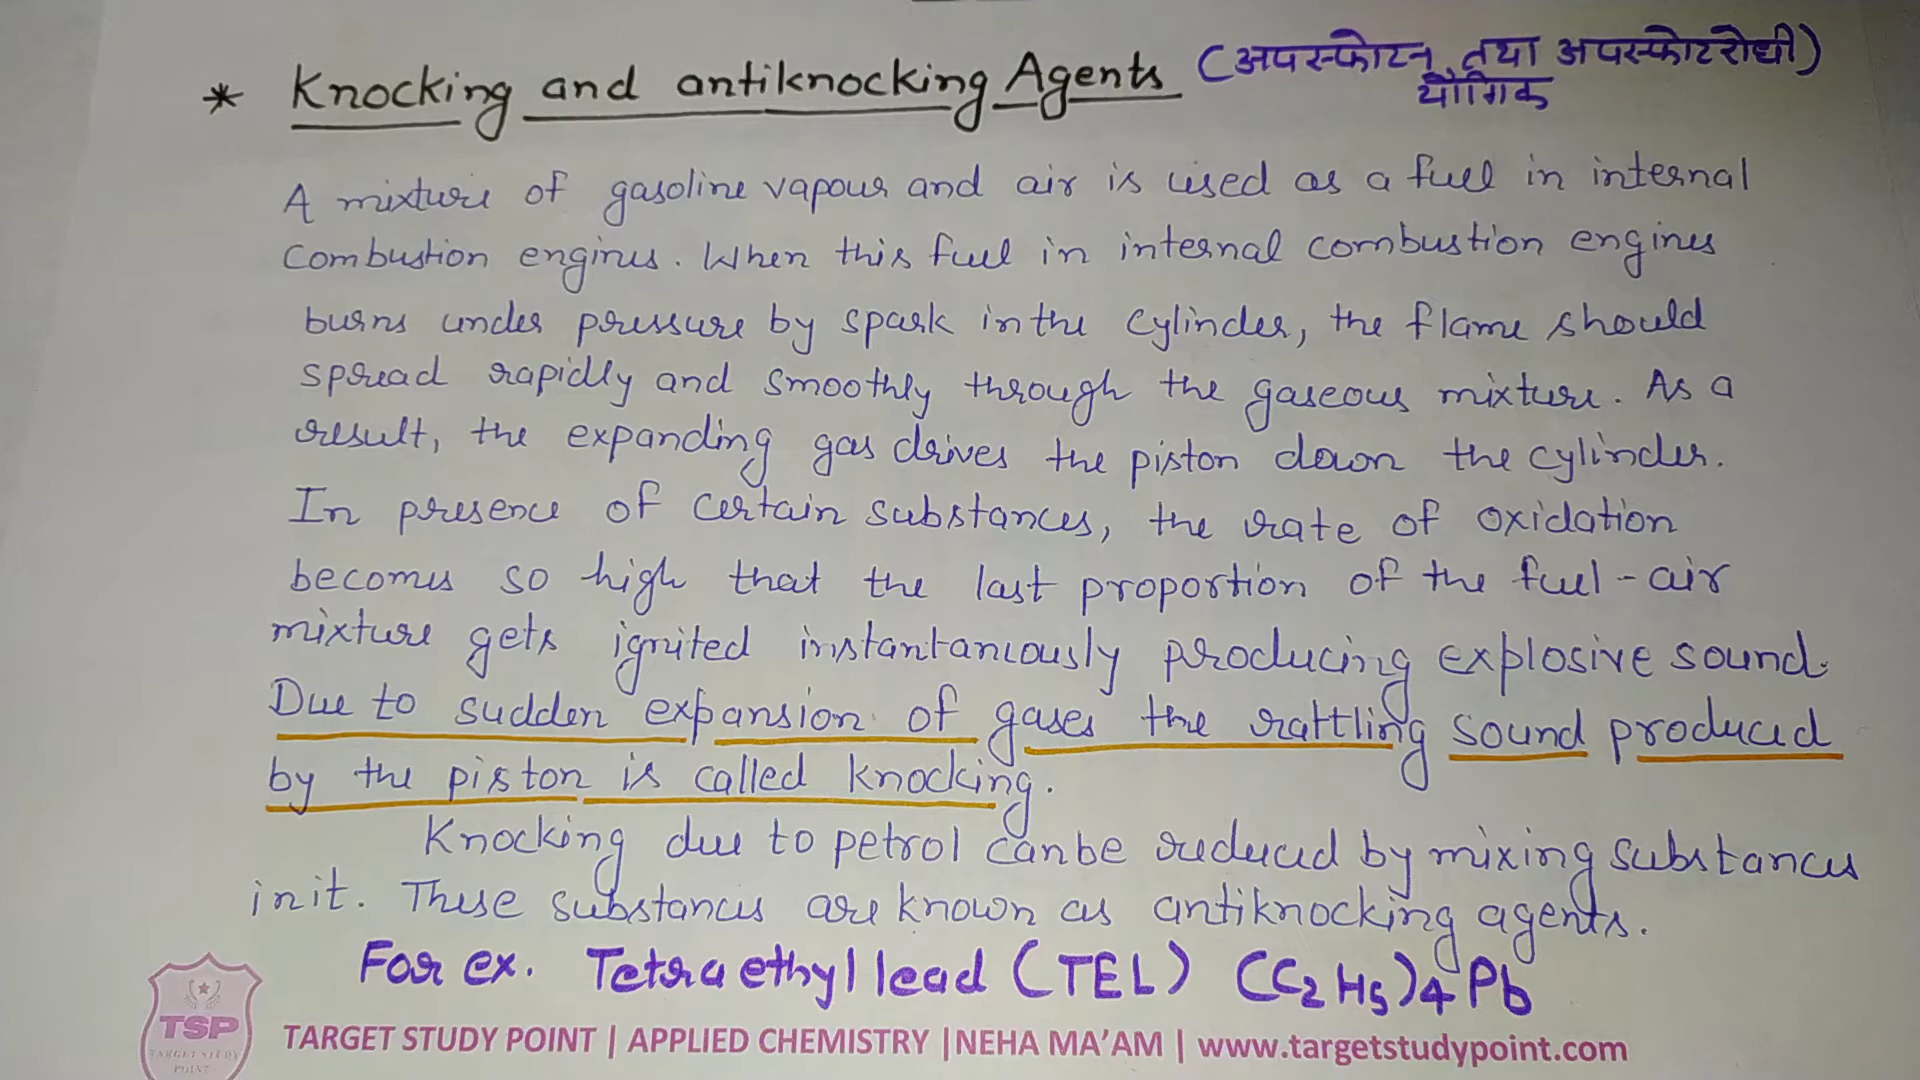 * Knocking and antiknocking Agents (अपस्फोटन तथा अपस्फोटरोधी)
यौगिक
A mixture of gasoline vapour and air is used as a fuel in internal
Combustion engines. When this fuel in internal combustion engines
burns under pressure by spark in the cylinder, the flame should
spread rapidly and smoothly through the gaseous mixture. As a
result, the expanding gas drives the piston down the cylinder.
In presence of certain substances, the rate of oxidation
becomes so high that the last proportion of the fuel-air
mixture gets ignited instantaneously producing explosive sound.
Due to sudden expansion of gases the rattling sound produced
by the piston is called knocking.
Knocking due to petrol can be reduced by mixing substances
in it. These substances are known as antiknocking agents.
For ex. Tetraethyl lead (TEL) (C2H5)4Pb
TSP
TARGET STUDY
POINT
TARGET STUDY POINT | APPLIED CHEMISTRY |NEHA MA'AM | www.targetstudypoint.com